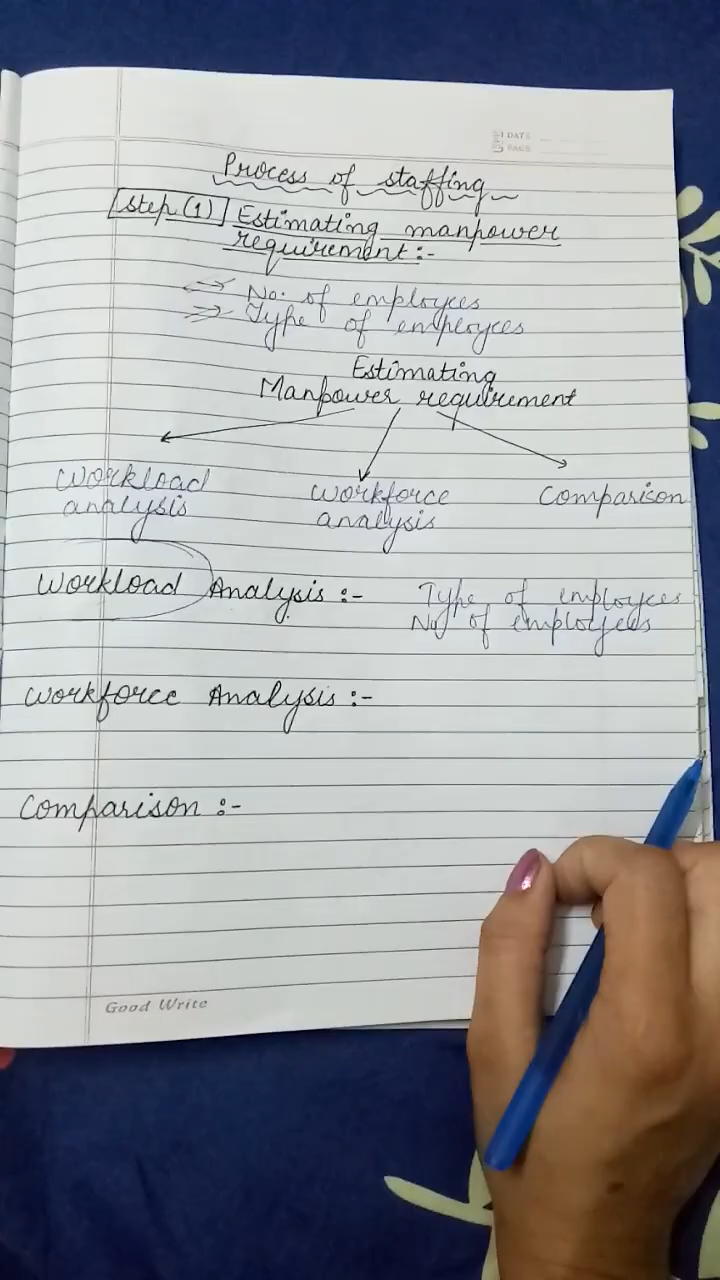 DATE
PAGE
Process of staffing
Step (1) Estimating manpower
requirement :-
No. of employees
Type of employees
Estimating
Manpower requirement
Workload
analysis
Workforce
analysis
Comparison
Workload Analysis :-
Type of employees
No of employees
Workforce Analysis :-
Comparison :-
Good Write